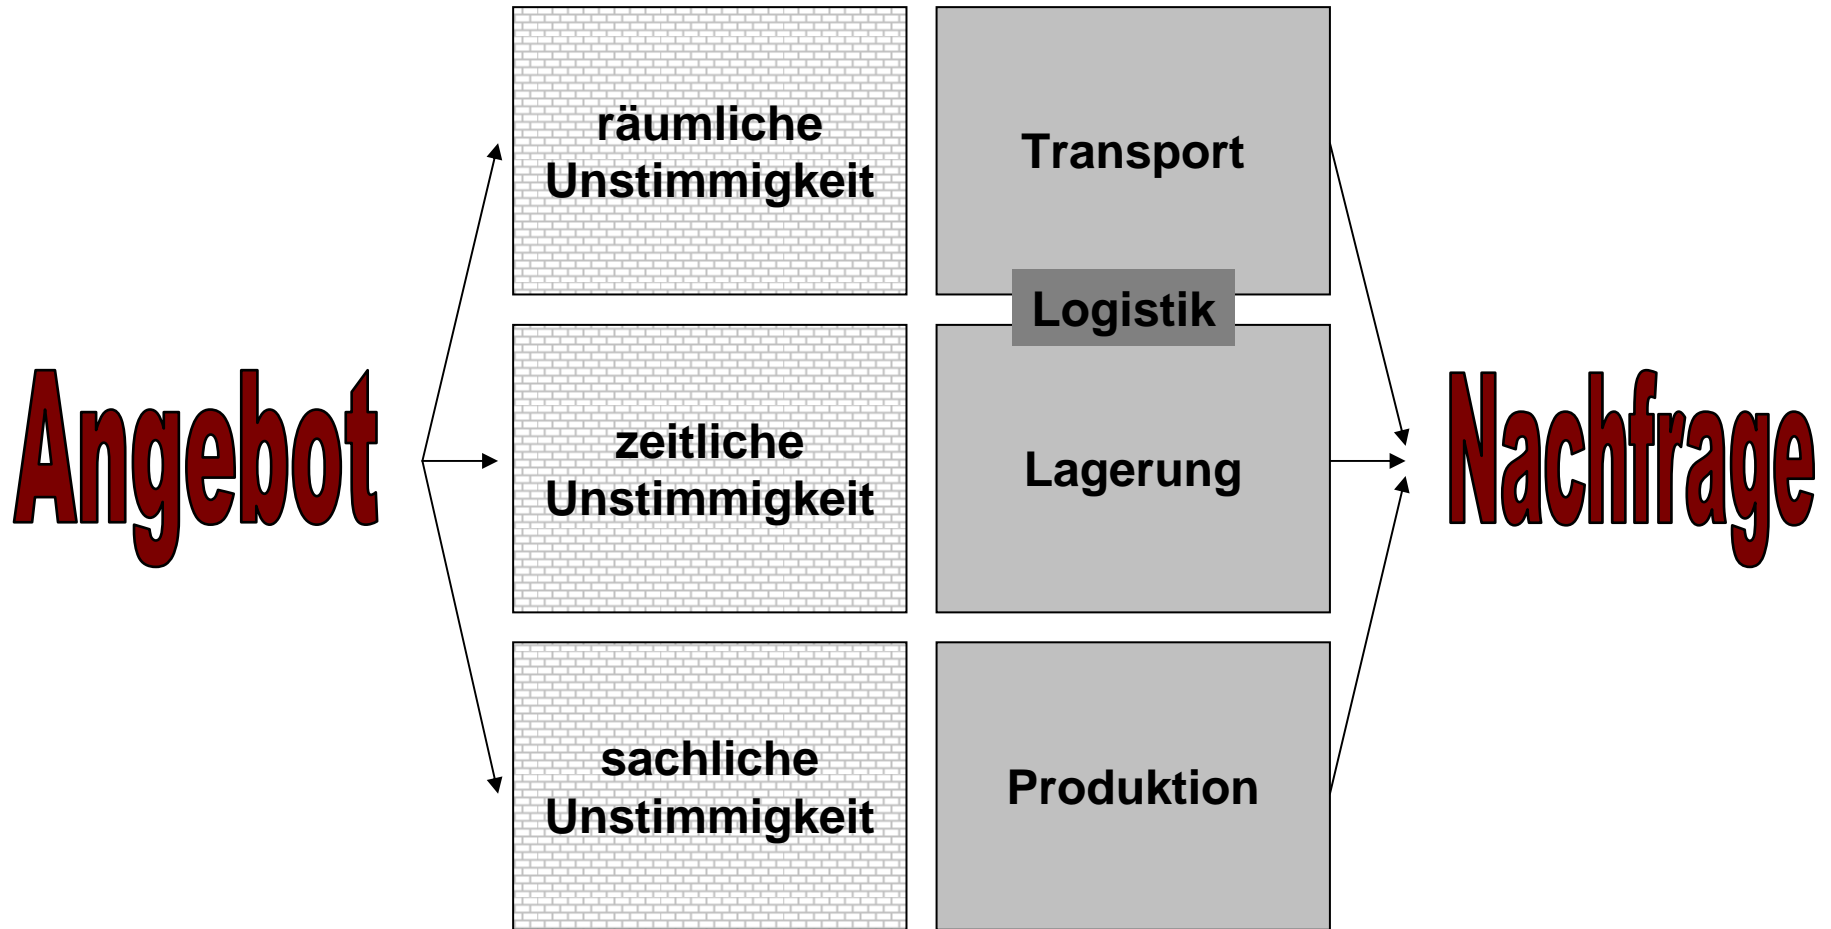 räumliche
Unstimmigkeit
Transport
Logistik
Angebot
zeitliche
Unstimmigkeit
Lagerung
Nachfrage
sachliche
Unstimmigkeit
Produktion